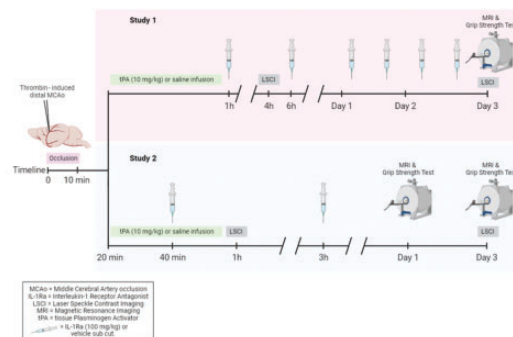 Study 1
MRI &
Grip Strength Test
tPA (10 mg/kg) or saline infusion
LSCI
LSCI
1h
4h
6h
Day 1
Day 2
Day 3
Thrombin- induced
distal MCAo
Occlusion
Timeline
0
10 min
Study 2
MRI &
Grip Strength Test
MRI &
Grip Strength Test
tPA (10 mg/kg) or saline infusion
LSCI
LSCI
20 min
40 min
1h
3h
Day 1
Day 3
MCAo = Middle Cerebral Artery occlusion
IL-1Ra = Interleukin-1 Receptor Antagonist
LSCI = Laser Speckle Contrast Imaging
MRI = Magnetic Resonance Imaging
tPA = tissue Plasminogen Activator
= IL-1Ra (100 mg/kg) or
vehicle sub cut.